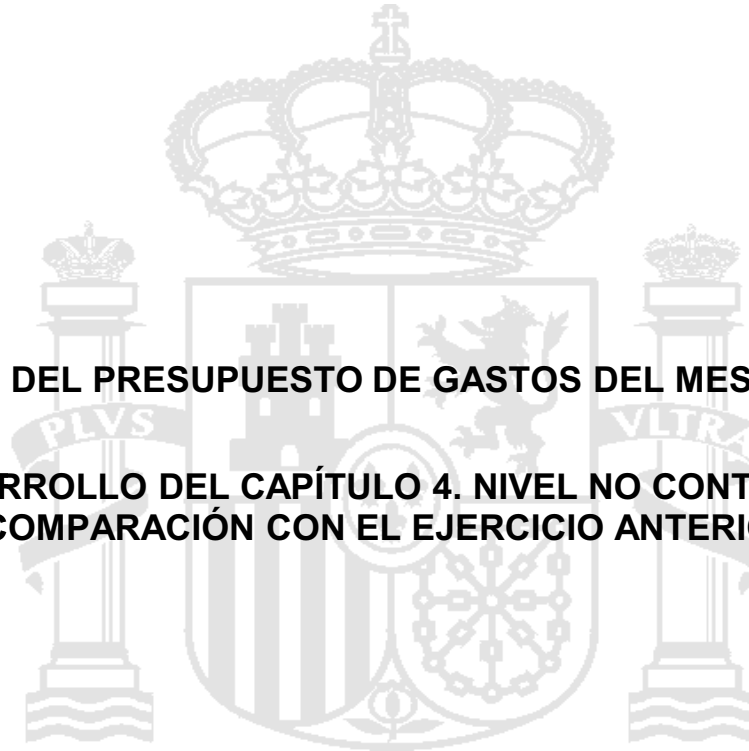 DEL PRESUPUESTO DE GASTOS DEL MES
PLVS
VLTRA
RROLLO DEL CAPÍTULO 4. NIVEL NO CONT
COMPARACIÓN CON EL EJERCICIO ANTERI